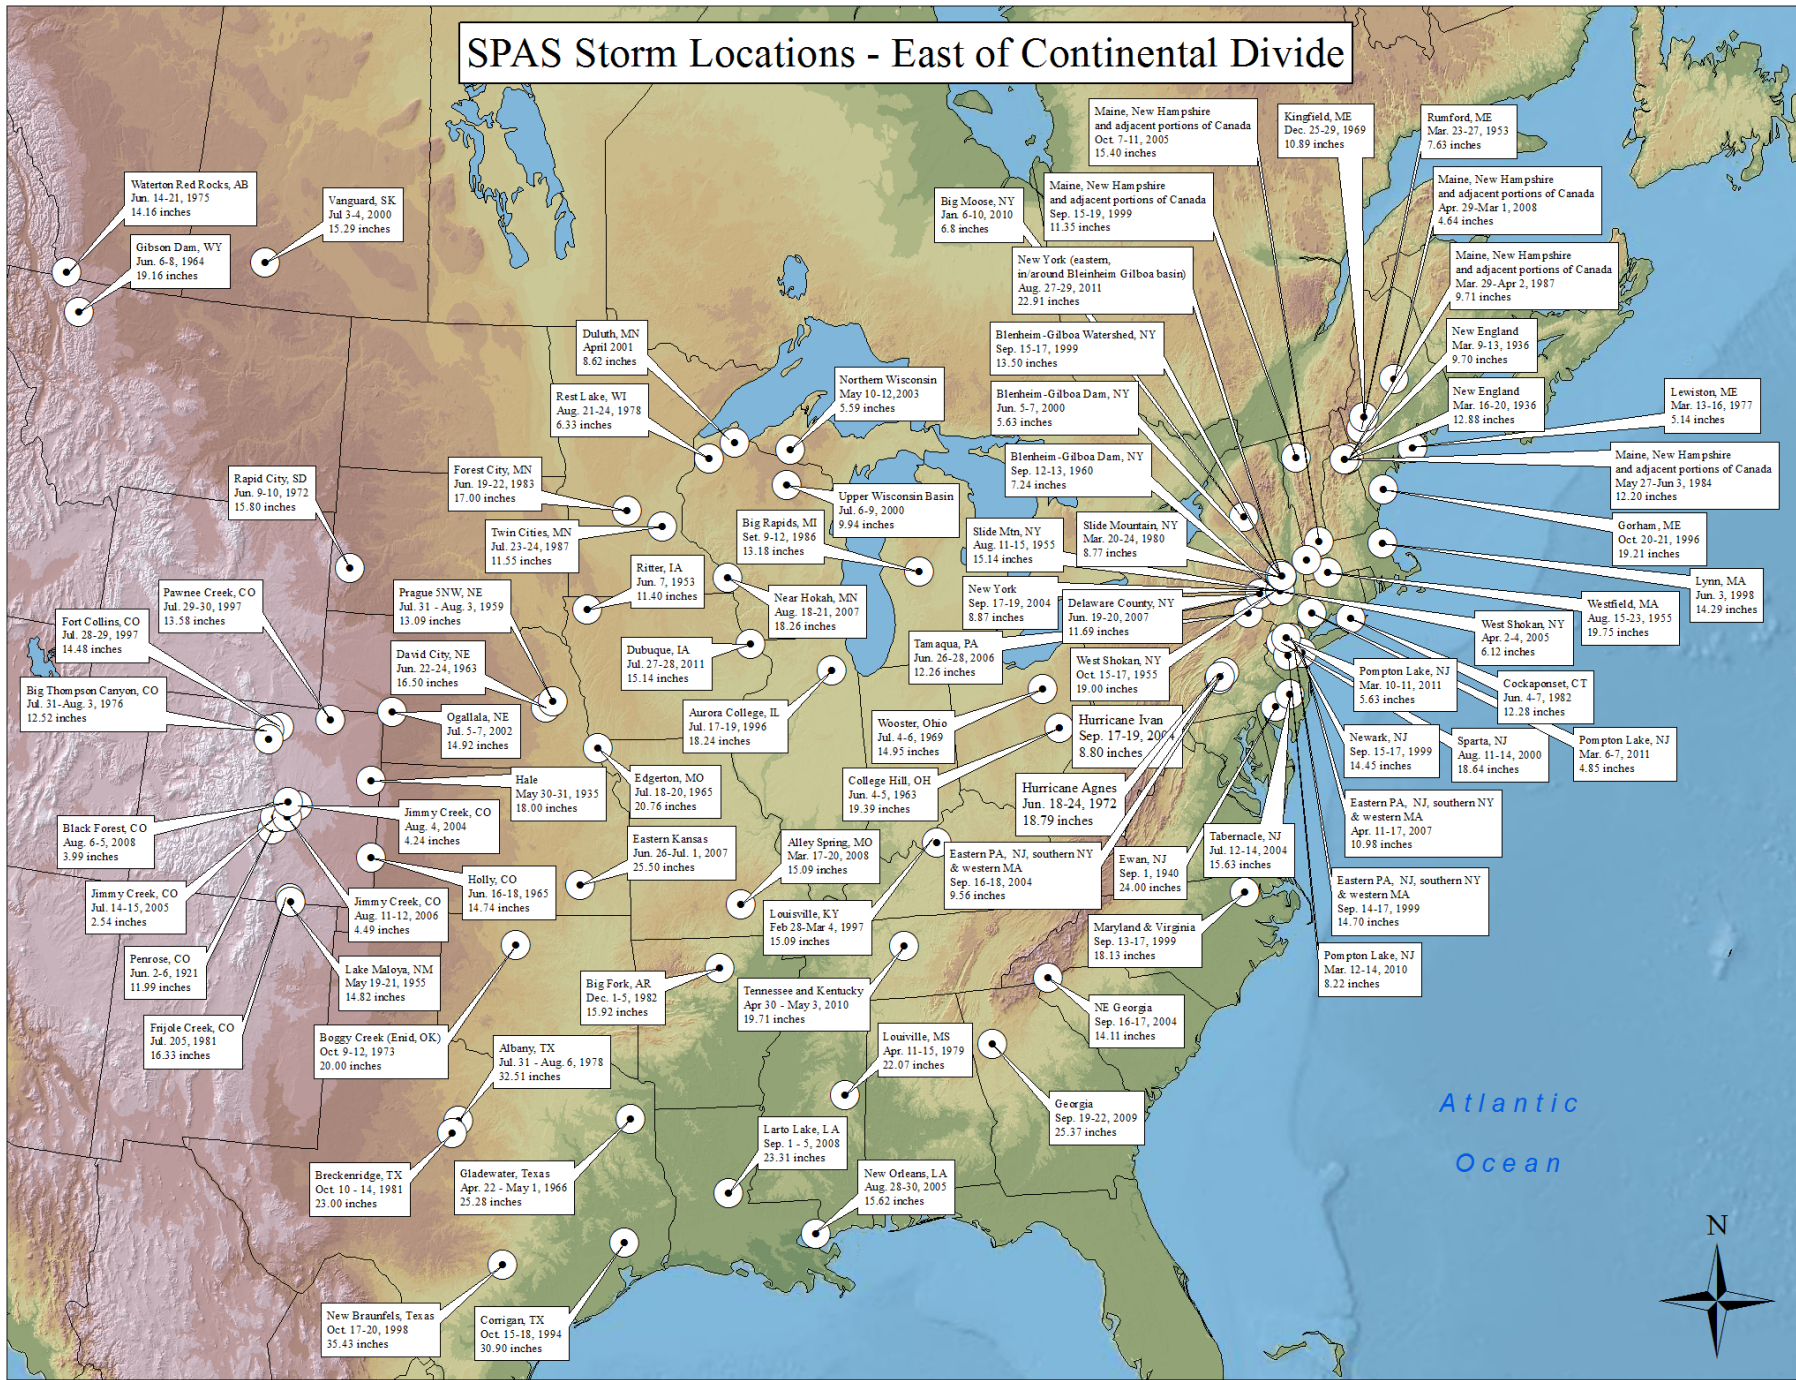 SPAS Storm Locations - East of Continental Divide
Maine, New Hampshire
and adjacent portions of Canada
Oct. 7-11, 2005
15.40 inches
Kingfield, ME
Dec. 25-29, 1969
10.89 inches
Rumford, ME
Mar. 23-27, 1953
7.63 inches
Waterton Red Rocks, AB
Jun. 14-21, 1975
14.16 inches
Vanguard, SK
Jul 3-4, 2000
15.29 inches
Gibson Dam, WY
Jun. 6-8, 1964
19.16 inches
Big Moose, NY
Jan. 6-10, 2010
6.8 inches
Maine, New Hampshire
and adjacent portions of Canada
Sep. 15-19, 1999
11.35 inches
Maine, New Hampshire
and adjacent portions of Canada
Apr. 29-Mar 1, 2008
4.64 inches
New York (eastern,
in/around Bleinheim Gilboa basin)
Aug. 27-29, 2011
22.91 inches
Maine, New Hampshire
and adjacent portions of Canada
Mar. 29-Apr 2, 1987
9.71 inches
Duluth, MN
April 2001
8.62 inches
Blenheim-Gilboa Watershed, NY
Sep. 15-17, 1999
13.50 inches
New England
Mar. 9-13, 1936
9.70 inches
Rest Lake, WI
Aug. 21-24, 1978
6.33 inches
Northern Wisconsin
May 10-12,2003
5.59 inches
Blenheim-Gilboa Dam, NY
Jun. 5-7, 2000
5.63 inches
New England
Mar. 16-20, 1936
12.88 inches
Lewiston, ME
Mar. 13-16, 1977
5.14 inches
Blenheim-Gilboa Dam, NY
Sep. 12-13, 1960
7.24 inches
Maine, New Hampshire
and adjacent portions of Canada
May 27-Jun 3, 1984
12.20 inches
Rapid City, SD
Jun. 9-10, 1972
15.80 inches
Forest City, MN
Jun. 19-22, 1983
17.00 inches
Upper Wisconsin Basin
Jul. 6-9, 2000
9.94 inches
Twin Cities, MN
Jul. 23-24, 1987
11.55 inches
Big Rapids, MI
Set. 9-12, 1986
13.18 inches
Slide Mtn, NY
Aug. 11-15, 1955
15.14 inches
Slide Mountain, NY
Mar. 20-24, 1980
8.77 inches
Gorham, ME
Oct. 20-21, 1996
19.21 inches
Ritter, IA
Jun. 7, 1953
11.40 inches
Lynn, MA
Jun. 3, 1998
14.29 inches
Pawnee Creek, CO
Jul. 29-30, 1997
13.58 inches
Prague 5NW, NE
Jul. 31 - Aug. 3, 1959
13.09 inches
Near Hokah, MN
Aug. 18-21, 2007
18.26 inches
New York
Sep. 17-19, 2004
8.87 inches
Delaware County, NY
Jun. 19-20, 2007
11.69 inches
Westfield, MA
Aug. 15-23, 1955
19.75 inches
Fort Collins, CO
Jul. 28-29, 1997
14.48 inches
West Shokan, NY
Apr. 2-4, 2005
6.12 inches
David City, NE
Jun. 22-24, 1963
16.50 inches
Dubuque, IA
Jul. 27-28, 2011
15.14 inches
Tamaqua, PA
Jun. 26-28, 2006
12.26 inches
West Shokan, NY
Oct. 15-17, 1955
19.00 inches
Pompton Lake, NJ
Mar. 10-11, 2011
5.63 inches
Cockaponset, CT
Jun. 4-7, 1982
12.28 inches
Big Thompson Canyon, CO
Jul. 31-Aug. 3, 1976
12.52 inches
Ogallala, NE
Jul. 5-7, 2002
14.92 inches
Aurora College, IL
Jul. 17-19, 1996
18.24 inches
Wooster, Ohio
Jul. 4-6, 1969
14.95 inches
Hurricane Ivan
Sep. 17-19, 2004
8.80 inches
Newark, NJ
Sep. 15-17, 1999
14.45 inches
Sparta, NJ
Aug. 11-14, 2000
18.64 inches
Pompton Lake, NJ
Mar. 6-7, 2011
4.85 inches
Hale
May 30-31, 1935
18.00 inches
Edgerton, MO
Jul. 18-20, 1965
20.76 inches
College Hill, OH
Jun. 4-5, 1963
19.39 inches
Hurricane Agnes
Jun. 18-24, 1972
18.79 inches
Eastern PA, NJ, southern NY
& western MA
Apr. 11-17, 2007
10.98 inches
Black Forest, CO
Aug. 6-5, 2008
3.99 inches
Jimmy Creek, CO
Aug. 4, 2004
4.24 inches
Eastern Kansas
Jun. 26-Jul. 1, 2007
25.50 inches
Alley Spring, MO
Mar. 17-20, 2008
15.09 inches
Eastern PA, NJ, southern NY
& western MA
Sep. 16-18, 2004
9.56 inches
Ewan, NJ
Sep. 1, 1940
24.00 inches
Tabernacle, NJ
Jul. 12-14, 2004
15.63 inches
Jimmy Creek, CO
Jul. 14-15, 2005
2.54 inches
Jimmy Creek, CO
Aug. 11-12, 2006
4.49 inches
Holly, CO
Jun. 16-18, 1965
14.74 inches
Louisville, KY
Feb 28-Mar 4, 1997
15.09 inches
Maryland & Virginia
Sep. 13-17, 1999
18.13 inches
Eastern PA, NJ, southern NY
& western MA
Sep. 14-17, 1999
14.70 inches
Penrose, CO
Jun. 2-6, 1921
11.99 inches
Lake Maloya, NM
May 19-21, 1955
14.82 inches
Big Fork, AR
Dec. 1-5, 1982
15.92 inches
Tennessee and Kentucky
Apr 30 - May 3, 2010
19.71 inches
Pompton Lake, NJ
Mar. 12-14, 2010
8.22 inches
NE Georgia
Sep. 16-17, 2004
14.11 inches
Frijole Creek, CO
Jul. 205, 1981
16.33 inches
Boggy Creek (Enid, OK)
Oct. 9-12, 1973
20.00 inches
Albany, TX
Jul. 31 - Aug. 6, 1978
32.51 inches
Louiville, MS
Apr. 11-15, 1979
22.07 inches
Georgia
Sep. 19-22, 2009
25.37 inches
Larto Lake, LA
Sep. 1 - 5, 2008
23.31 inches
Atlantic
Ocean
Breckenridge, TX
Oct. 10 - 14, 1981
23.00 inches
Gladewater, Texas
Apr. 22 - May 1, 1966
25.28 inches
New Orleans, LA
Aug. 28-30, 2005
15.62 inches
N
New Braunfels, Texas
Oct. 17-20, 1998
35.43 inches
Corrigan, TX
Oct. 15-18, 1994
30.90 inches